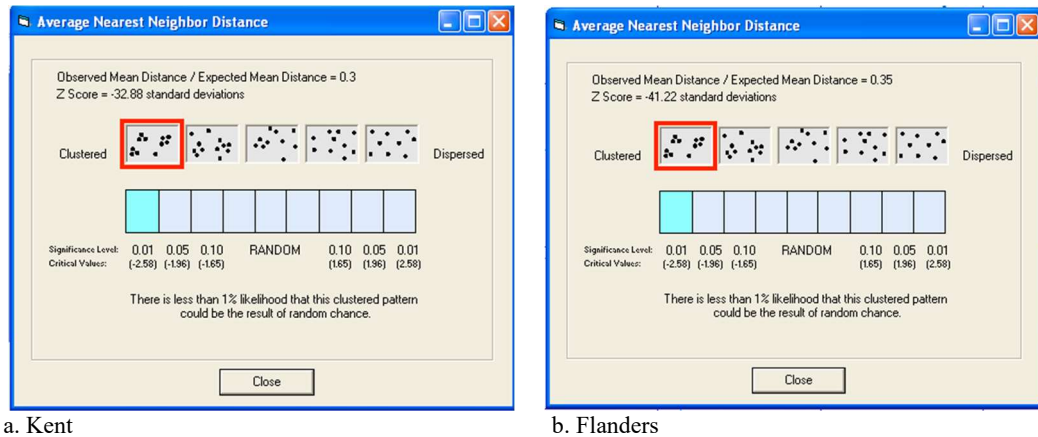 Average Nearest Neighbor Distance
Observed Mean Distance / Expected Mean Distance = 0.3
Z Score = -32.88 standard deviations
Clustered
Dispersed
Significance Level: 0.01 0.05 0.10 RANDOM 0.10 0.05 0.01
Critical Values: (-2.58) (-1.96) (-1.65) (1.65) (1.96) (2.58)
There is less than 1% likelihood that this clustered pattern
could be the result of random chance.
Close
a. Kent
Average Nearest Neighbor Distance
Observed Mean Distance / Expected Mean Distance = 0.35
Z Score = -41.22 standard deviations
Clustered
Dispersed
Significance Level: 0.01 0.05 0.10 RANDOM 0.10 0.05 0.01
Critical Values: (-2.58) (-1.96) (-1.65) (1.65) (1.96) (2.58)
There is less than 1% likelihood that this clustered pattern
could be the result of random chance.
Close
b. Flanders